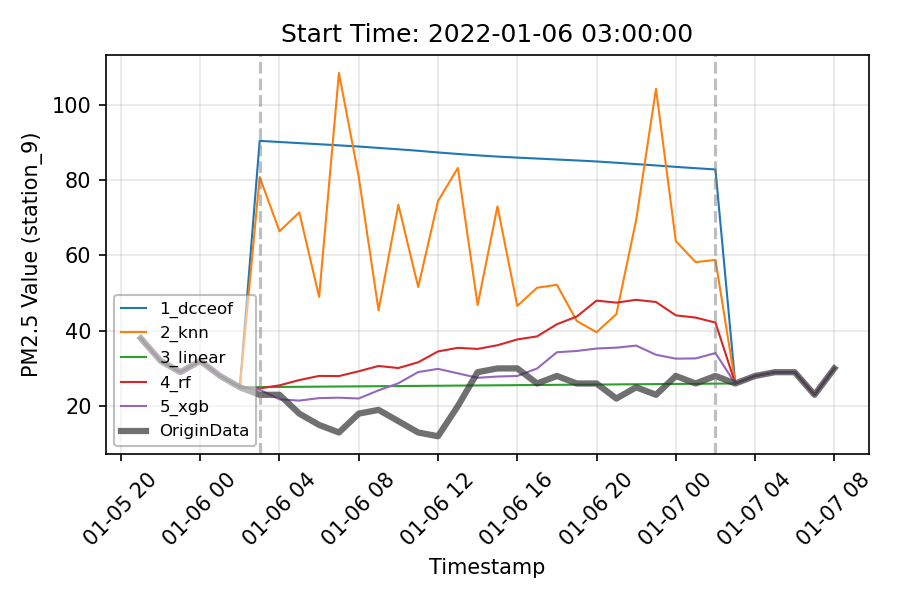 Start Time: 2022-01-06 03:00:00
PM2.5 Value (station_9)
100
80
60
40
20
1_dcceof
2_knn
3_linear
4_rf
5_xgb
OriginData
01-05 20
01-06 00
01-06 04
01-06 08
01-06 12
01-06 16
01-06 20
01-07 00
01-07 04
01-07 08
Timestamp